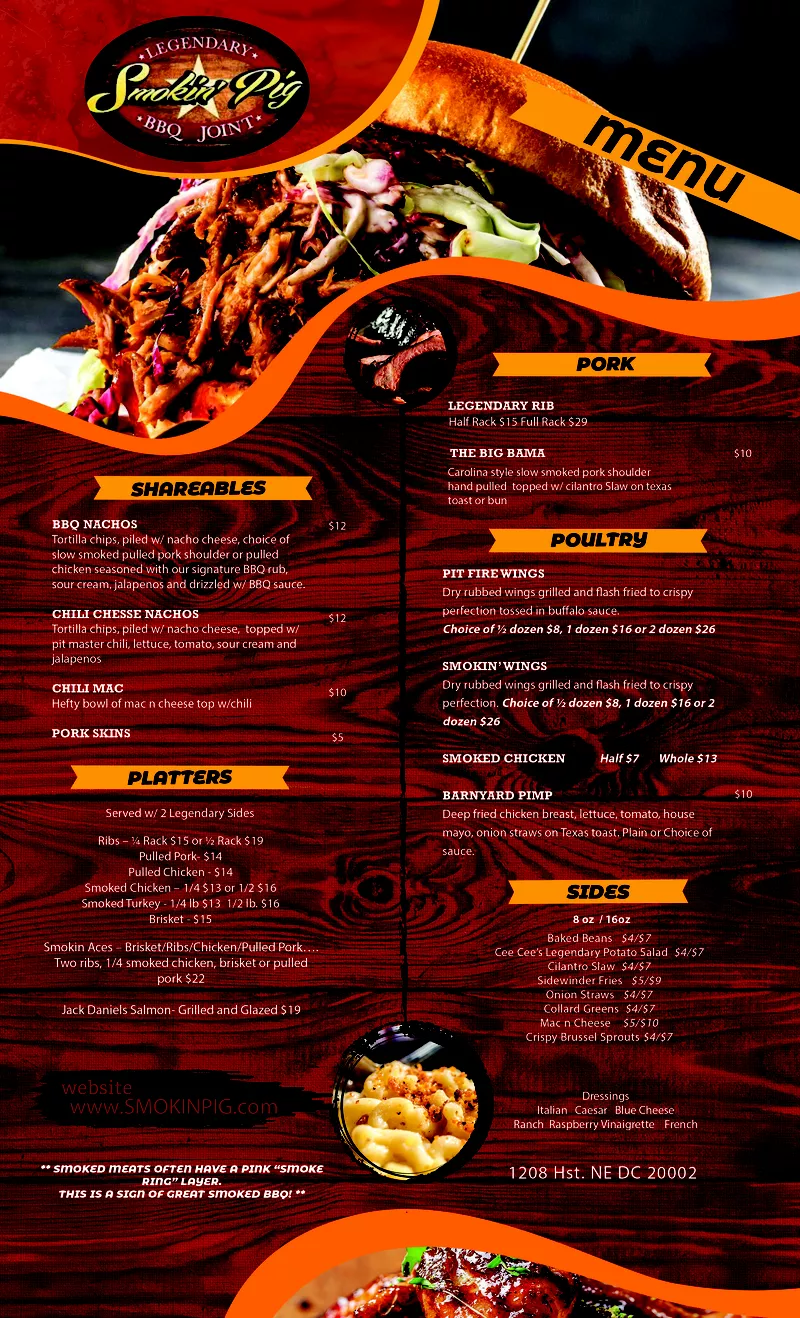 LEGENDARY
Smokin' Pig
BBQ JOINT
MENU
SHAREABLES
BBQ NACHOS
$12
Tortilla chips, piled w/ nacho cheese, choice of
slow smoked pulled pork shoulder or pulled
chicken seasoned with our signature BBQ rub,
sour cream, jalapenos and drizzled w/ BBQ sauce.
CHILI CHESSE NACHOS
$12
Tortilla chips, piled w/ nacho cheese, topped w/
pit master chili, lettuce, tomato, sour cream and
jalapenos
CHILI MAC
$10
Hefty bowl of mac n cheese top w/chili
PORK SKINS
$5
PLATTERS
Served w/ 2 Legendary Sides
Ribs – ¼ Rack $15 or ½ Rack $19
Pulled Pork- $14
Pulled Chicken - $14
Smoked Chicken – 1/4 $13 or 1/2 $16
Smoked Turkey - 1/4 lb $13 1/2 lb. $16
Brisket - $15
Smokin Aces – Brisket/Ribs/Chicken/Pulled Pork….
Two ribs, 1/4 smoked chicken, brisket or pulled
pork $22
Jack Daniels Salmon- Grilled and Glazed $19
website
www.SMOKINPIG.com
** SMOKED MEATS OFTEN HAVE A PINK “SMOKE
RING” LAYER.
THIS IS A SIGN OF GREAT SMOKED BBQ! **
PORK
LEGENDARY RIB
Half Rack $15 Full Rack $29
THE BIG BAMA
$10
Carolina style slow smoked pork shoulder
hand pulled topped w/ cilantro Slaw on texas
toast or bun
POULTRY
PIT FIRE WINGS
Dry rubbed wings grilled and flash fried to crispy
perfection tossed in buffalo sauce.
Choice of ½ dozen $8, 1 dozen $16 or 2 dozen $26
SMOKIN' WINGS
Dry rubbed wings grilled and flash fried to crispy
perfection. Choice of ½ dozen $8, 1 dozen $16 or 2
dozen $26
SMOKED CHICKEN Half $7 Whole $13
BARNYARD PIMP
$10
Deep fried chicken breast, lettuce, tomato, house
mayo, onion straws on Texas toast, Plain or Choice of
sauce.
SIDES
8 oz / 16oz
Baked Beans $4/$7
Cee Cee's Legendary Potato Salad $4/$7
Cilantro Slaw $4/$7
Sidewinder Fries $5/$9
Onion Straws $4/$7
Collard Greens $4/$7
Mac n Cheese $5/$10
Crispy Brussel Sprouts $4/$7
Dressings
Italian Caesar Blue Cheese
Ranch Raspberry Vinaigrette French
1208 Hst. NE DC 20002